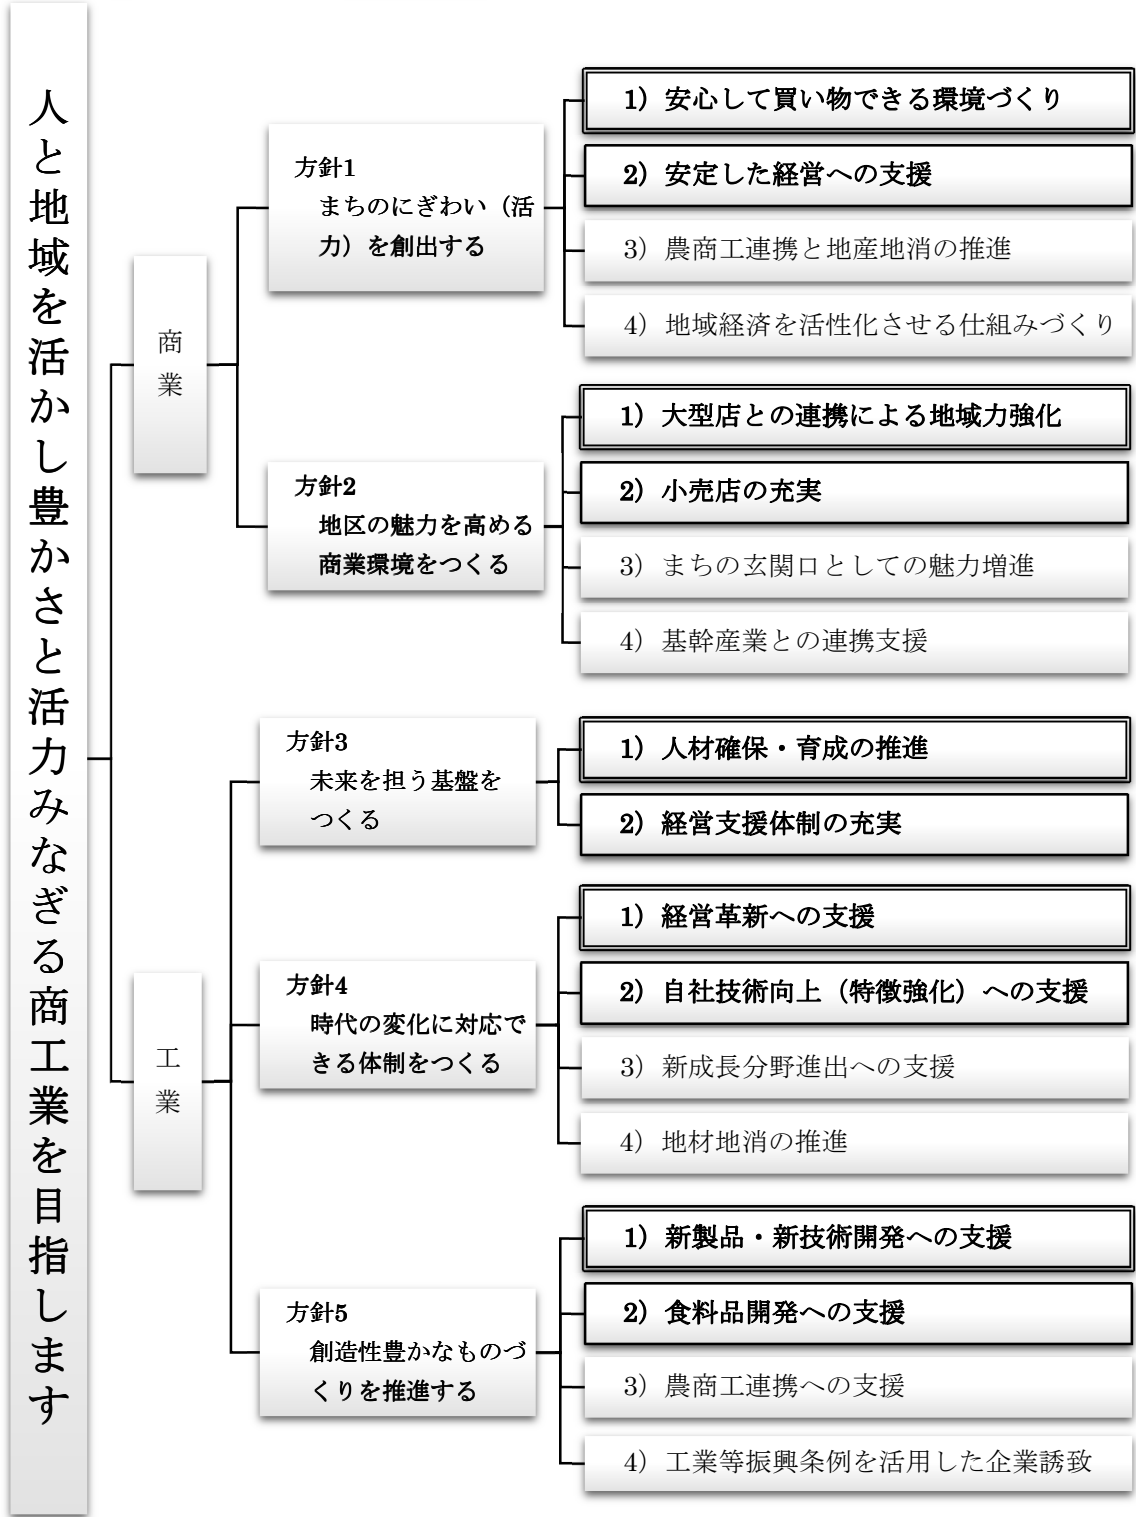 人と地域を活かし豊かさと活力みなぎる商工業を目指します
商業
方針1
まちのにぎわい（活
力）を創出する
1）安心して買い物できる環境づくり
2）安定した経営への支援
3）農商工連携と地産地消の推進
4）地域経済を活性化させる仕組みづくり
方針2
地区の魅力を高める
商業環境をつくる
1）大型店との連携による地域力強化
2）小売店の充実
3）まちの玄関口としての魅力増進
4）基幹産業との連携支援
工業
方針3
未来を担う基盤を
つくる
1）人材確保・育成の推進
2）経営支援体制の充実
方針4
時代の変化に対応で
きる体制をつくる
1）経営革新への支援
2）自社技術向上（特徴強化）への支援
3）新成長分野進出への支援
4）地材地消の推進
方針5
創造性豊かなものづ
くりを推進する
1）新製品・新技術開発への支援
2）食料品開発への支援
3）農商工連携への支援
4）工業等振興条例を活用した企業誘致